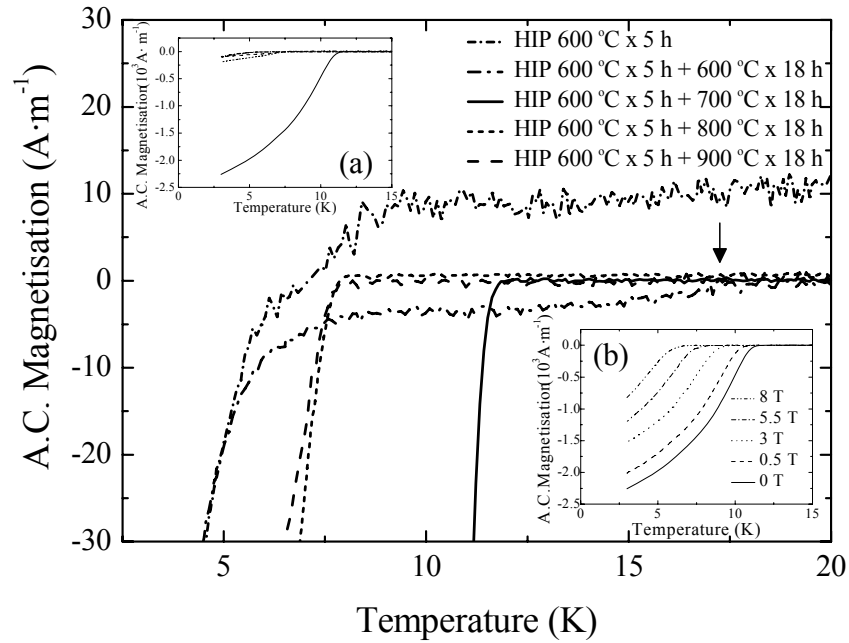 HIP 600 °C x 5 h
HIP 600 °C x 5 h + 600 °C x 18 h
HIP 600 °C x 5 h + 700 °C x 18 h
HIP 600 °C x 5 h + 800 °C x 18 h
HIP 600 °C x 5 h + 900 °C x 18 h
A.C. Magnetisation (A·m⁻¹)
30
20
10
0
-10
-20
-30
5
10
15
20
Temperature (K)
(a)
A.C. Magnetisation(10³A·m⁻¹)
0.0
-0.5
-1.0
-1.5
-2.0
-2.5
0
5
10
15
Temperature (K)
(b)
A.C.Magnetisation(10³A·m⁻¹)
0.0
-0.5
-1.0
-1.5
-2.0
-2.5
8 T
5.5 T
3 T
0.5 T
0 T
0
5
10
15
Temperature (K)